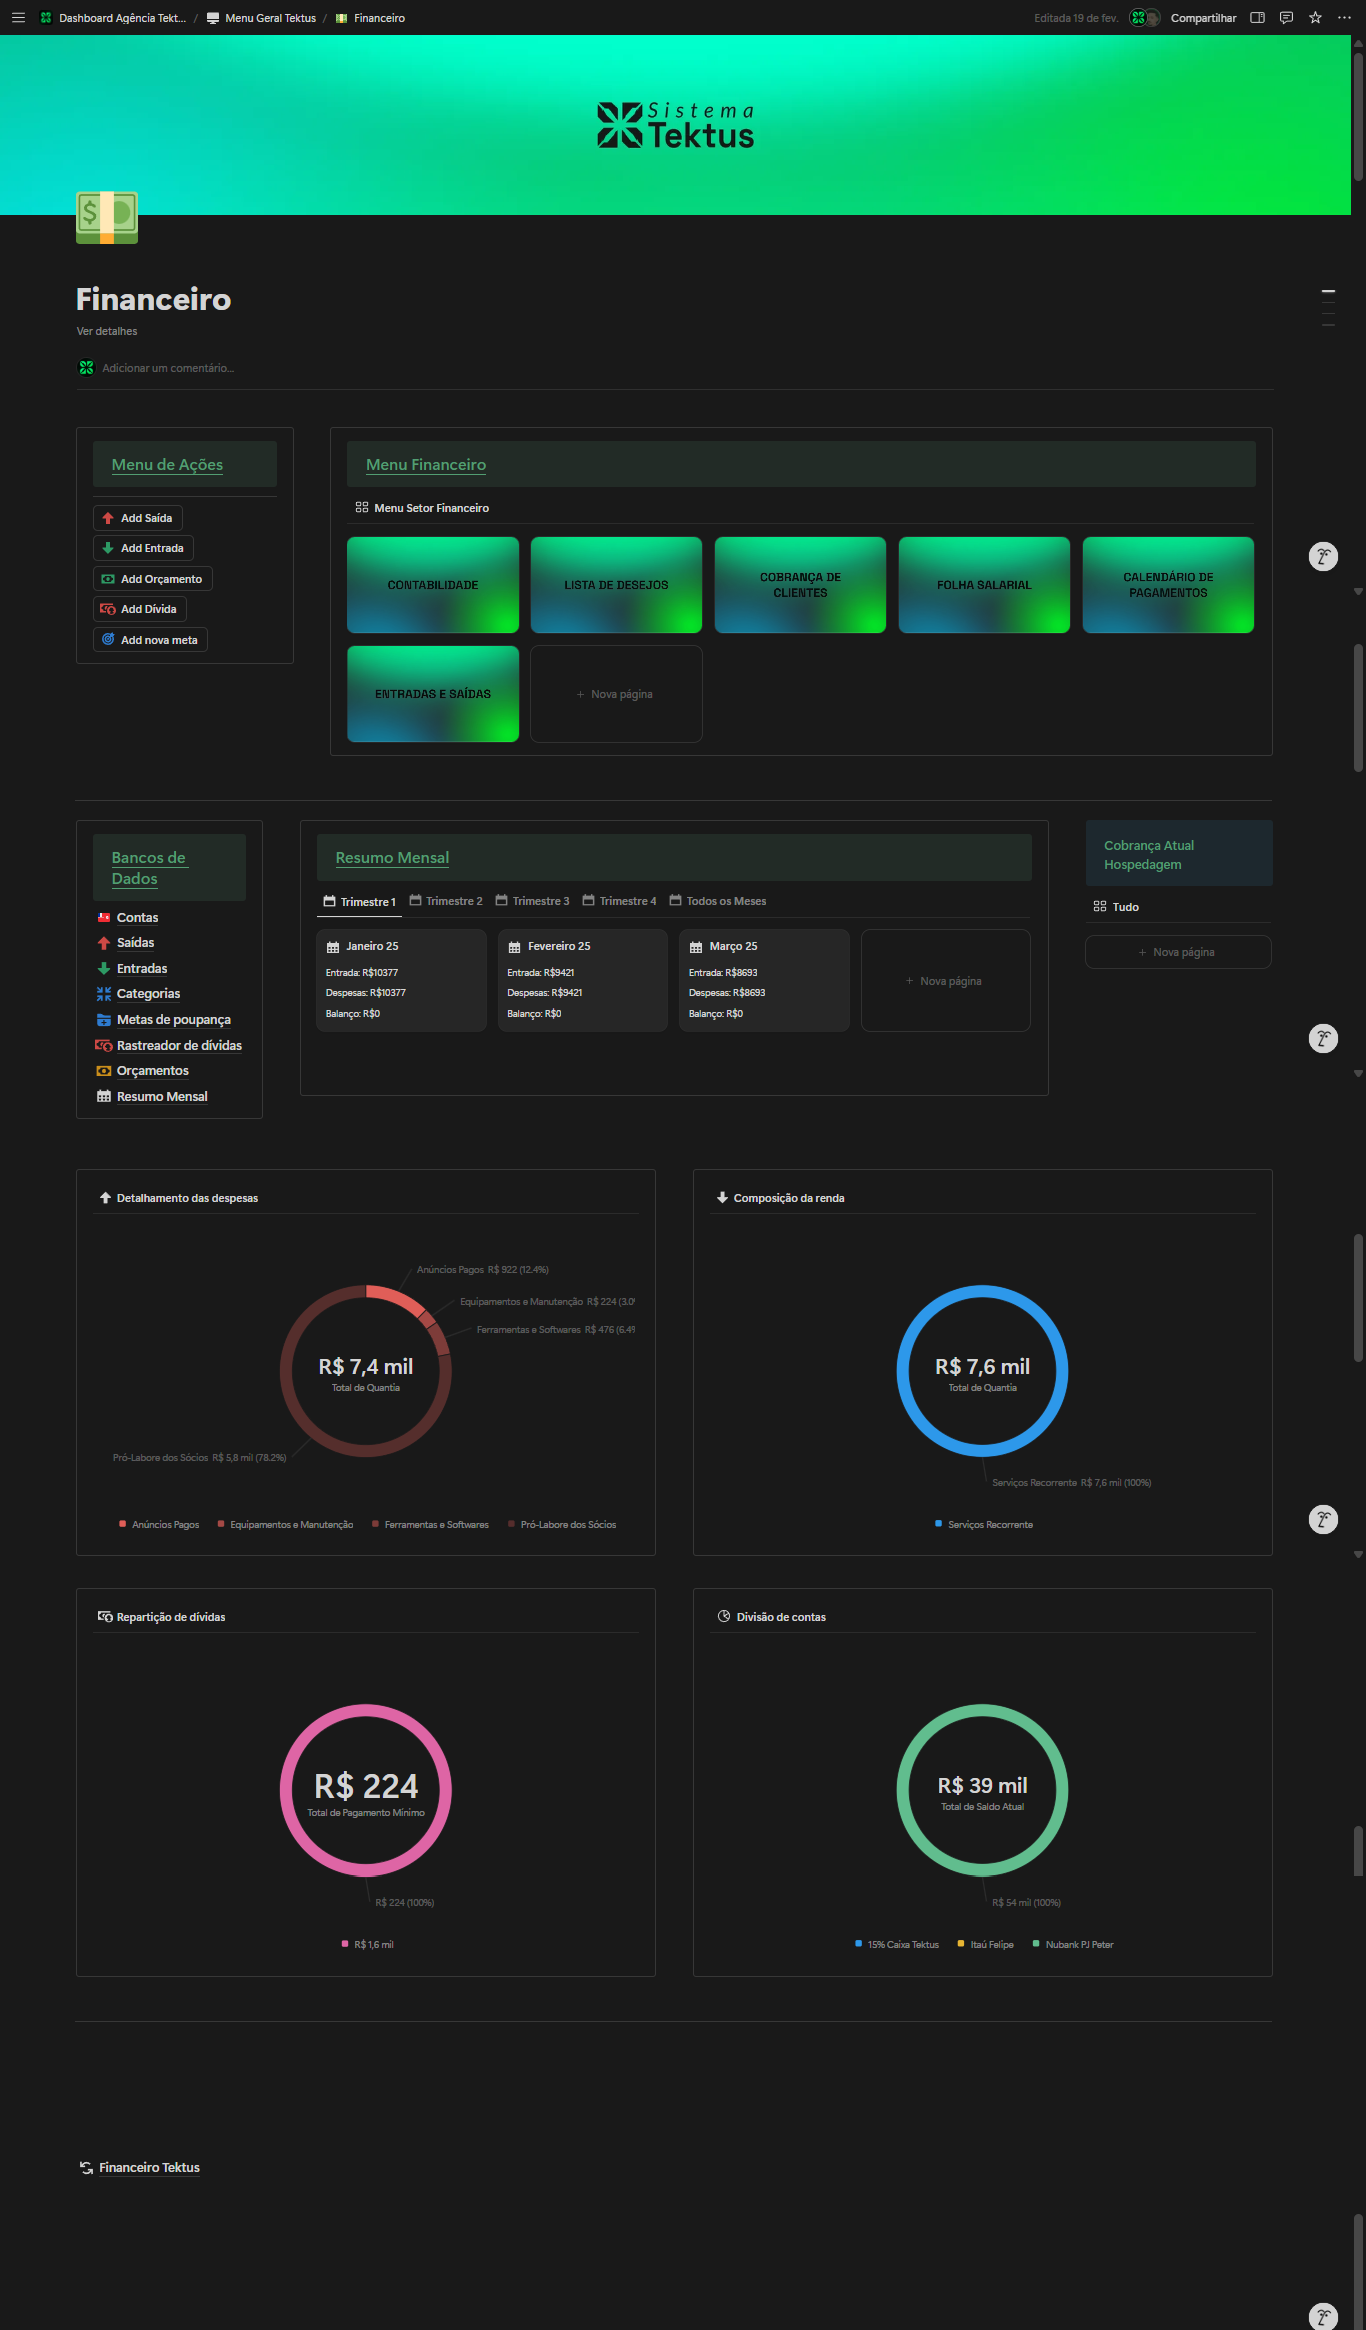 Dashboard Agência Tekt... / Menu Geral Tektus / Financeiro
Editada 19 de fev.
Compartilhar
Sistema
Tektus
Financeiro
Ver detalhes
Adicionar um comentário...
Menu de Ações
Add Saída
Add Entrada
Add Orçamento
Add Dívida
Add nova meta
Menu Financeiro
Menu Setor Financeiro
CONTABILIDADE
LISTA DE DESEJOS
COBRANÇA DE
CLIENTES
FOLHA SALARIAL
CALENDÁRIO DE
PAGAMENTOS
ENTRADAS E SAÍDAS
+ Nova página
Bancos de
Dados
Contas
Saídas
Entradas
Categorias
Metas de poupança
Rastreador de dívidas
Orçamentos
Resumo Mensal
Resumo Mensal
Trimestre 1
Trimestre 2
Trimestre 3
Trimestre 4
Todos os Meses
Janeiro 25
Entrada: R$10377
Despesas: R$10377
Balanço: R$0
Fevereiro 25
Entrada: R$9421
Despesas: R$9421
Balanço: R$0
Março 25
Entrada: R$8693
Despesas: R$8693
Balanço: R$0
+ Nova página
Cobrança Atual
Hospedagem
Tudo
+ Nova página
Detalhamento das despesas
Anúncios Pagos R$ 922 (12.4%)
Equipamentos e Manutenção R$ 224 (3.0
Ferramentas e Softwares R$ 476 (6.4
R$ 7,4 mil
Total de Quantia
Pró-Labore dos Sócios R$ 5,8 mil (78.2%)
Anúncios Pagos
Equipamentos e Manutenção
Ferramentas e Softwares
Pró-Labore dos Sócios
Composição da renda
R$ 7,6 mil
Total de Quantia
Serviços Recorrente R$ 7,6 mil (100%)
Serviços Recorrente
Repartição de dívidas
R$ 224
Total de Pagamento Mínimo
R$ 224 (100%)
R$ 1,6 mil
Divisão de contas
R$ 39 mil
Total de Saldo Atual
R$ 54 mil (100%)
15% Caixa Tektus
Itaú Felipe
Nubank PJ Peter
Financeiro Tektus